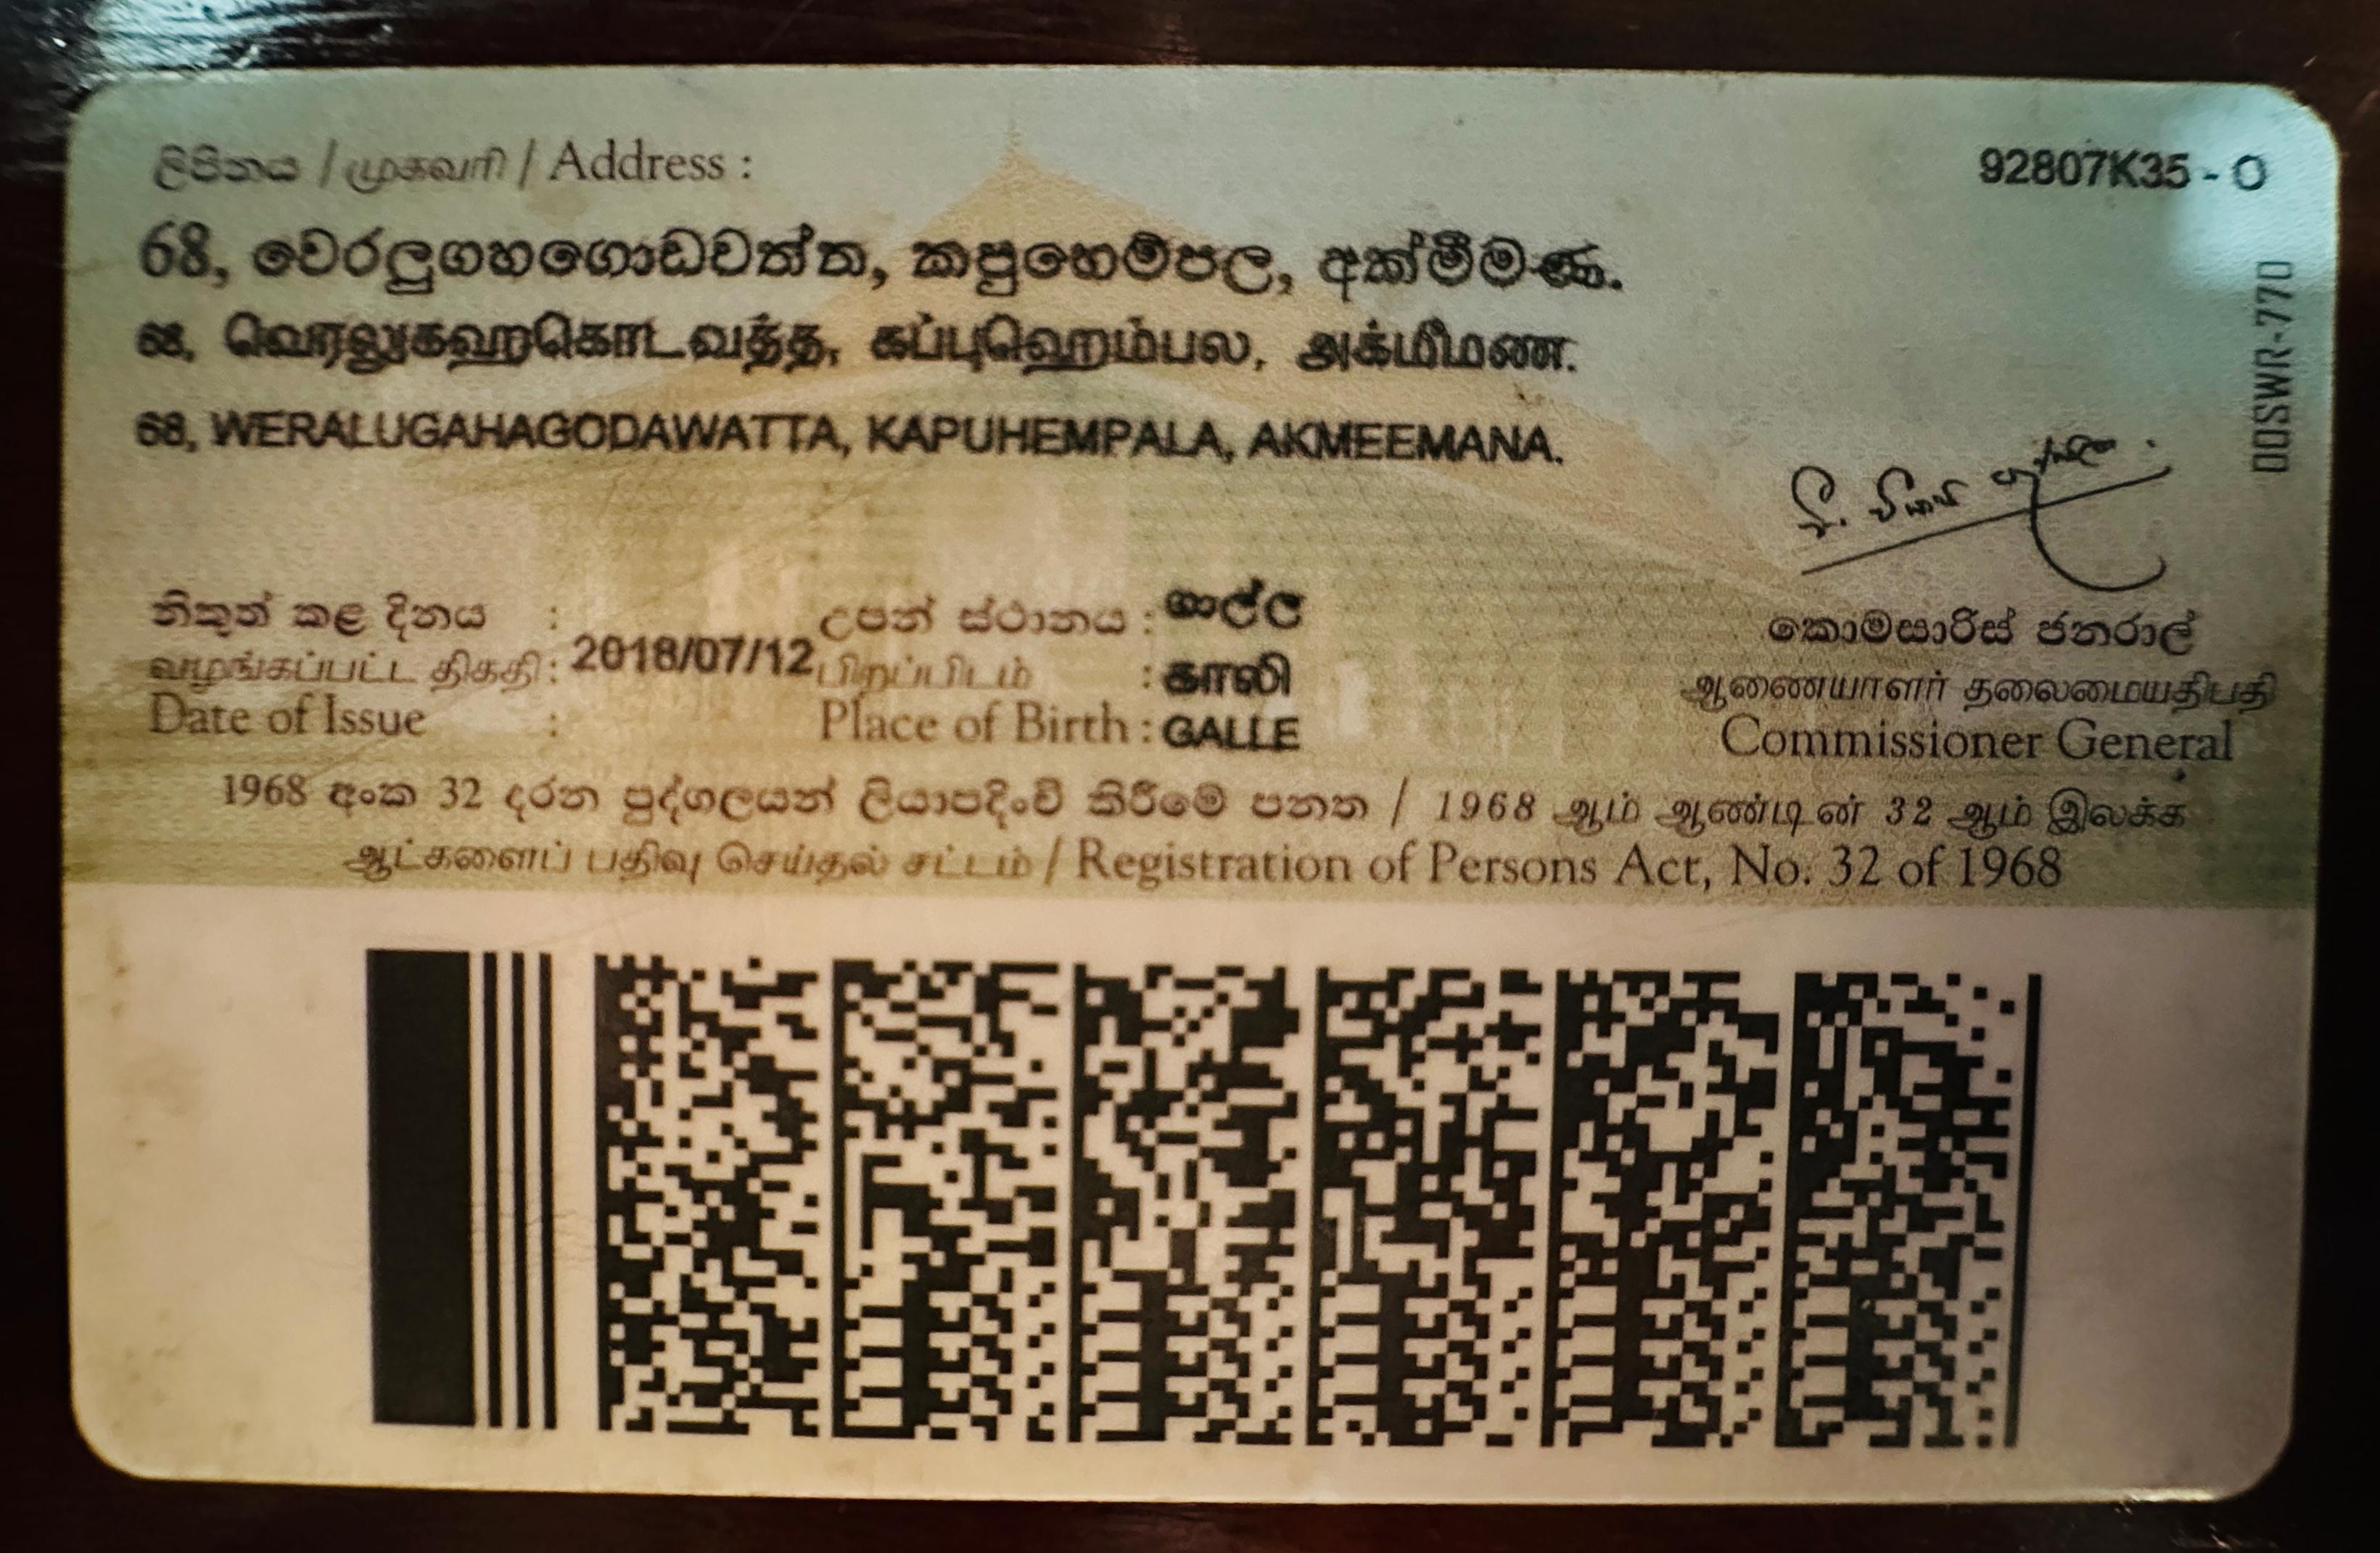 ලිපිනය / முகவரி / Address :
92807K35 - O
68, වෙරලුගහගොඩවත්ත, කපුහෙම්පල, අක්මීමණ.
68, வெரலுகஹகொடவத்த, கப்புஹெம்பல, அக்மீமண.
68, WERALUGAHAGODAWATTA, KAPUHEMPALA, AKMEEMANA.
00SWR-770
නිකුත් කළ දිනය :
வழங்கப்பட்ட திகதி : 2018/07/12
Date of Issue :
උපන් ස්ථානය : ගාල්ල
பிறப்பிடம் : காலி
Place of Birth : GALLE
කොමසාරිස් ජනරාල්
ஆணையாளர் தலைமையதிபதி
Commissioner General
1968 අංක 32 දරන පුද්ගලයන් ලියාපදිංචි කිරීමේ පනත / 1968 ஆம் ஆண்டின் 32 ஆம் இலக்க
ஆட்களைப் பதிவு செய்தல் சட்டம் / Registration of Persons Act, No. 32 of 1968